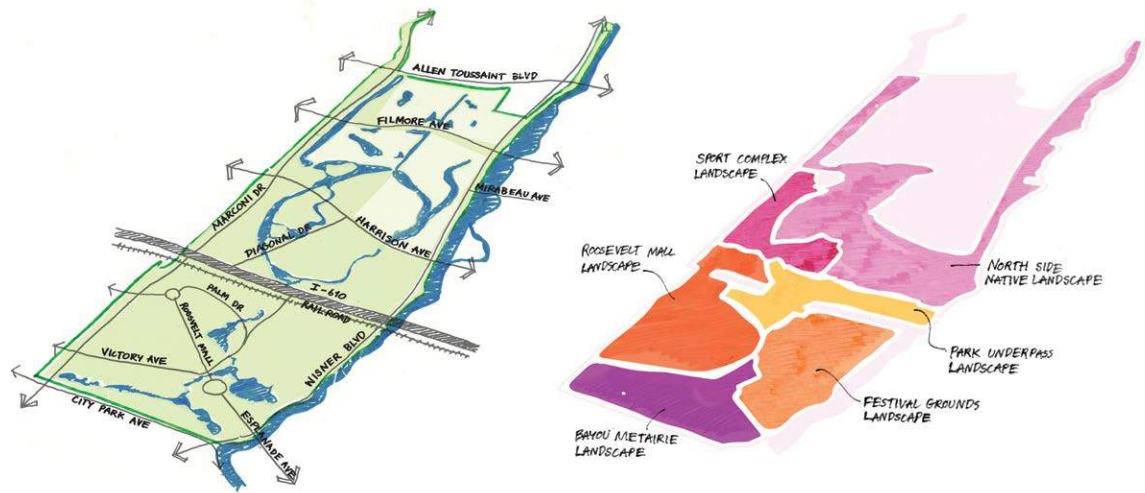 ALLEN TOUSSAINT BLVD
FILMORE AVE
MIRABEAU AVE
MARCONI DR
HARRISON AVE
DIAGONAL DR
I-610
RAILROAD
PALM DR
ROOSEVELT MALL
WISNER BLVD
VICTORY AVE
CITY PARK AVE
ESPLANADE AVE
SPORT COMPLEX
LANDSCAPE
ROOSEVELT MALL
LANDSCAPE
NORTH SIDE
NATIVE LANDSCAPE
PARK UNDERPASS
LANDSCAPE
FESTIVAL GROUNDS
LANDSCAPE
BAYOU METAIRIE
LANDSCAPE